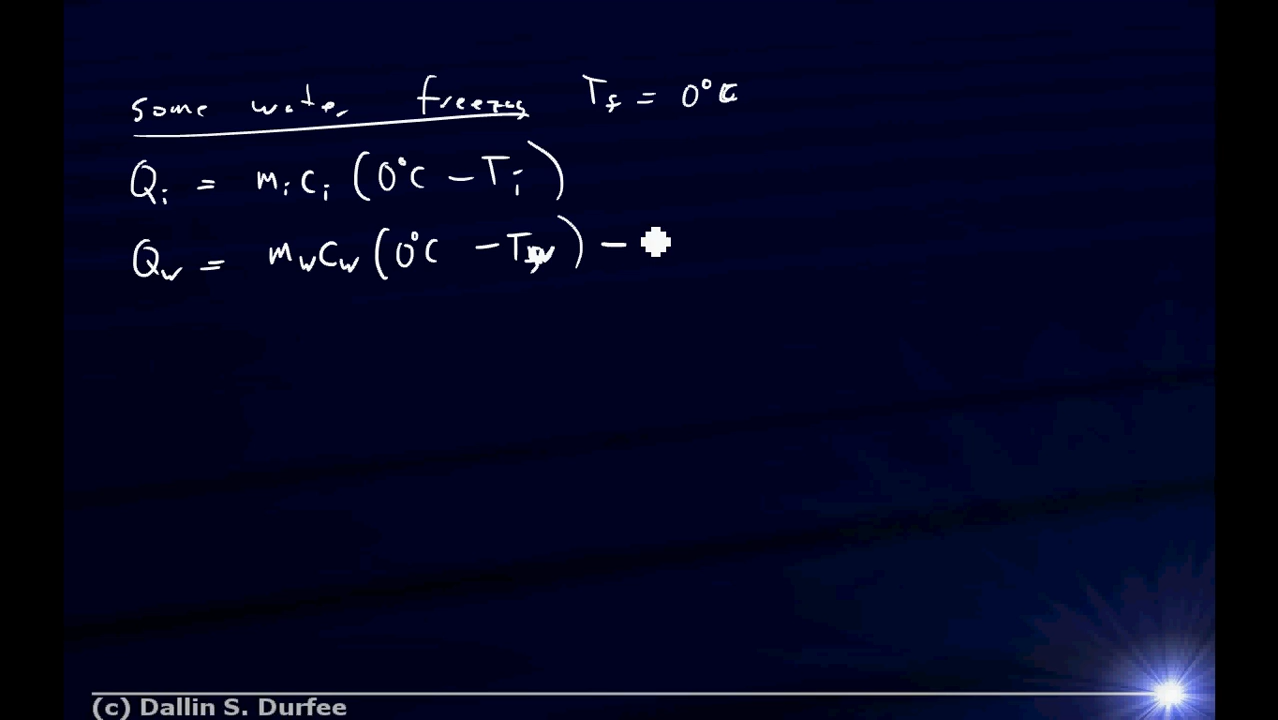 some water freezes T_f = 0°C
Q_i = m_i c_i (0°C - T_i)
Q_w = m_w c_w (0°C - T_w) -
(c) Dallin S. Durfee